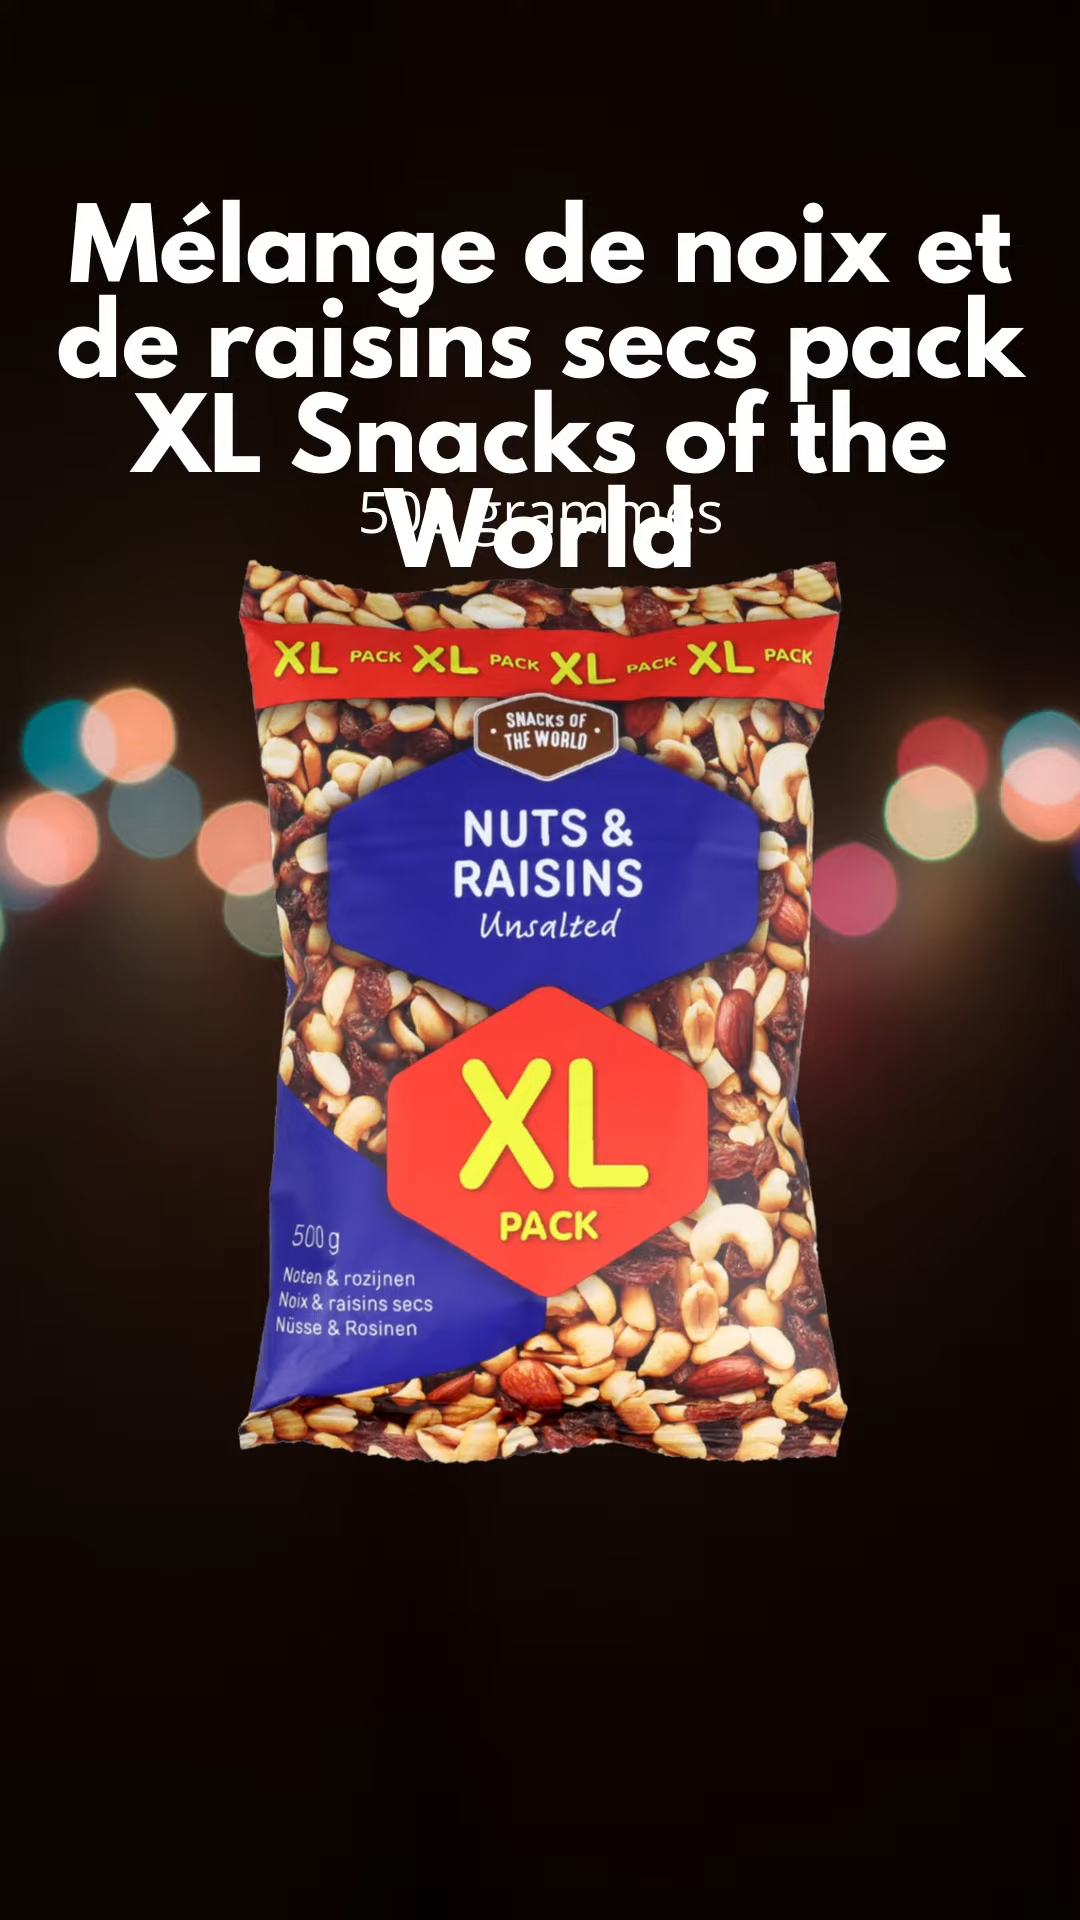 Mélange de noix et
de raisins secs pack
XL Snacks of the
World
500 grammes
XL PACK XL PACK XL PACK XL PACK
SNACKS OF
THE WORLD
NUTS &
RAISINS
Unsalted
XL
PACK
500 g
Noten & rozijnen
Noix & raisins secs
Nüsse & Rosinen